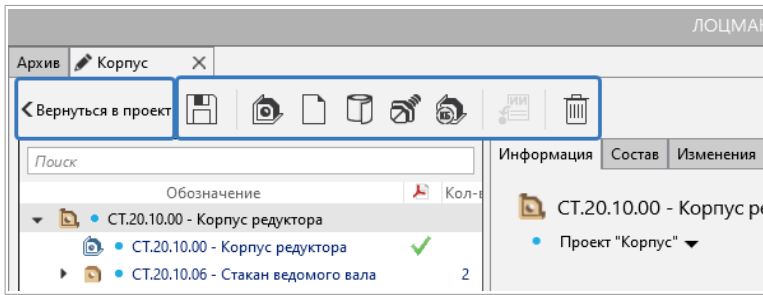 ЛОЦМАН
Архив Корпус
Вернуться в проект
ИИ
КБ
Поиск
Информация Состав Изменения
Обозначение Кол-в
СТ.20.10.00 - Корпус редуктора
СТ.20.10.00 - Корпус ре
СТ.20.10.00 - Корпус редуктора
Проект "Корпус"
СТ.20.10.06 - Стакан ведомого вала 2